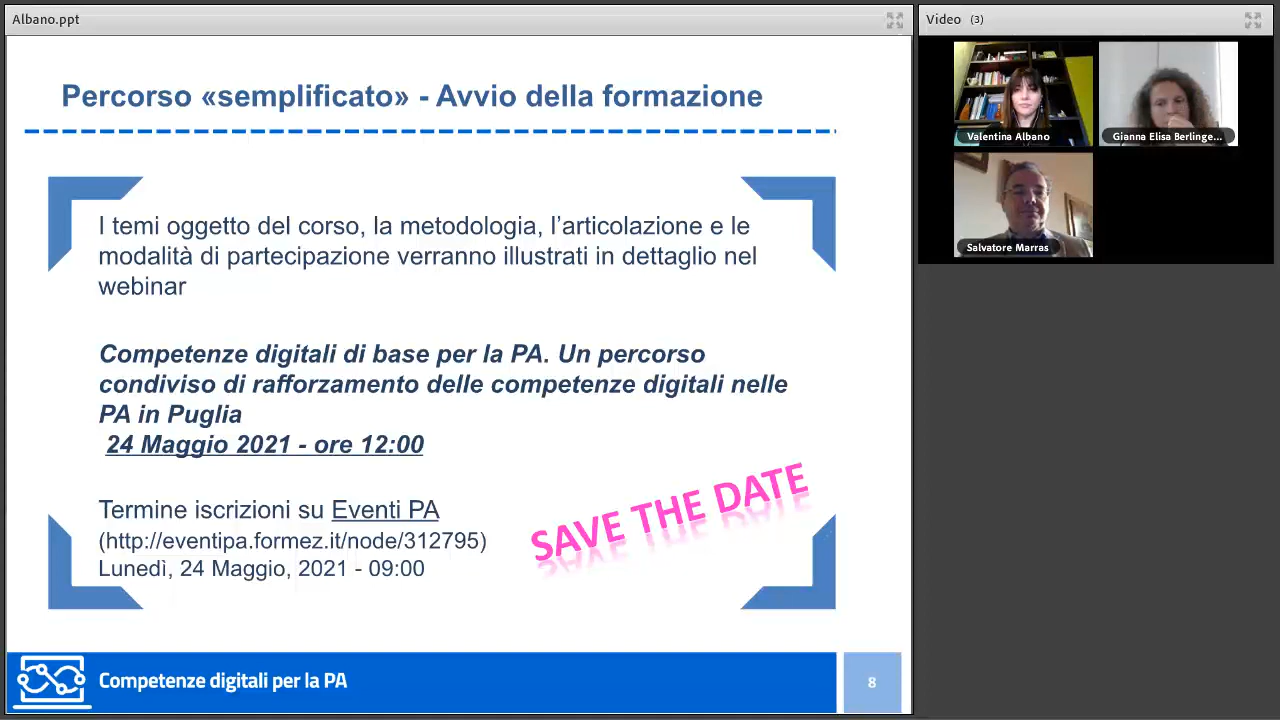 Albano.ppt
Percorso «semplificato» - Avvio della formazione
I temi oggetto del corso, la metodologia, l’articolazione e le
modalità di partecipazione verranno illustrati in dettaglio nel
webinar
Competenze digitali di base per la PA. Un percorso
condiviso di rafforzamento delle competenze digitali nelle
PA in Puglia
24 Maggio 2021 - ore 12:00
Termine iscrizioni su Eventi PA
(http://eventipa.formez.it/node/312795)
Lunedì, 24 Maggio, 2021 - 09:00
SAVE THE DATE
Competenze digitali per la PA
8
Video (3)
Valentina Albano
Gianna Elisa Berlinge...
Salvatore Marras